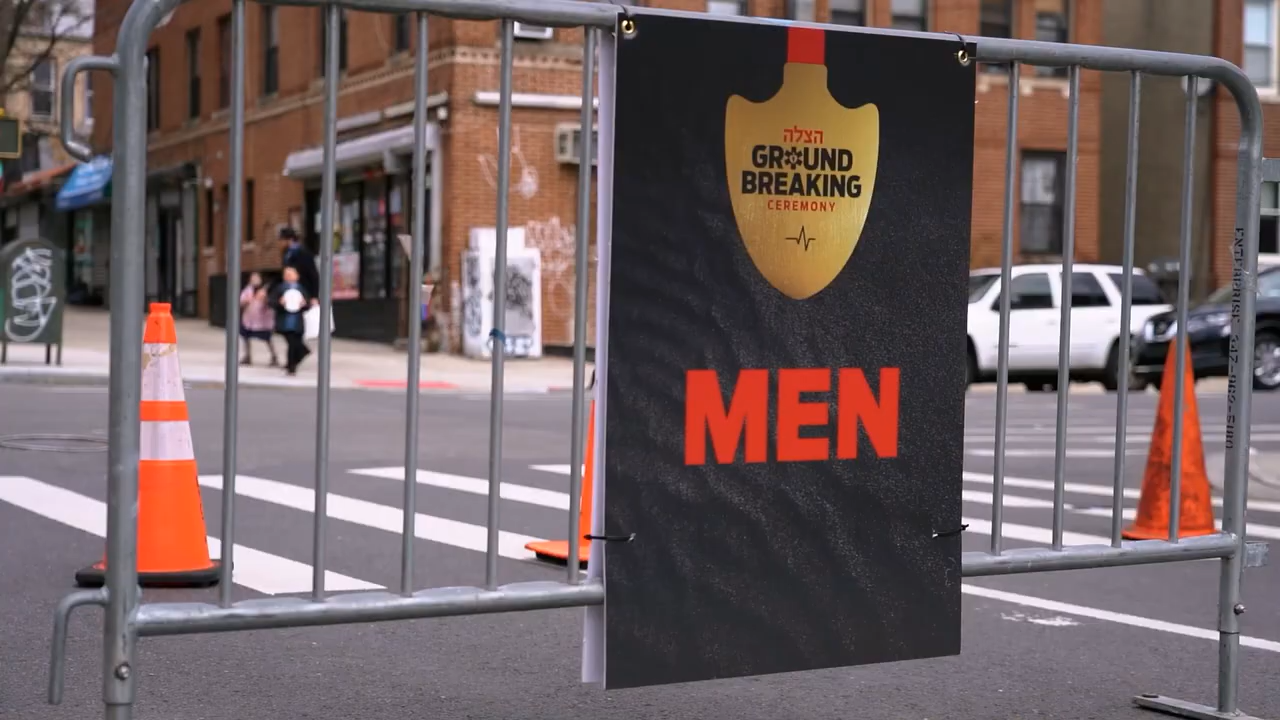 הצלה
GROUND
BREAKING
CEREMONY
MEN